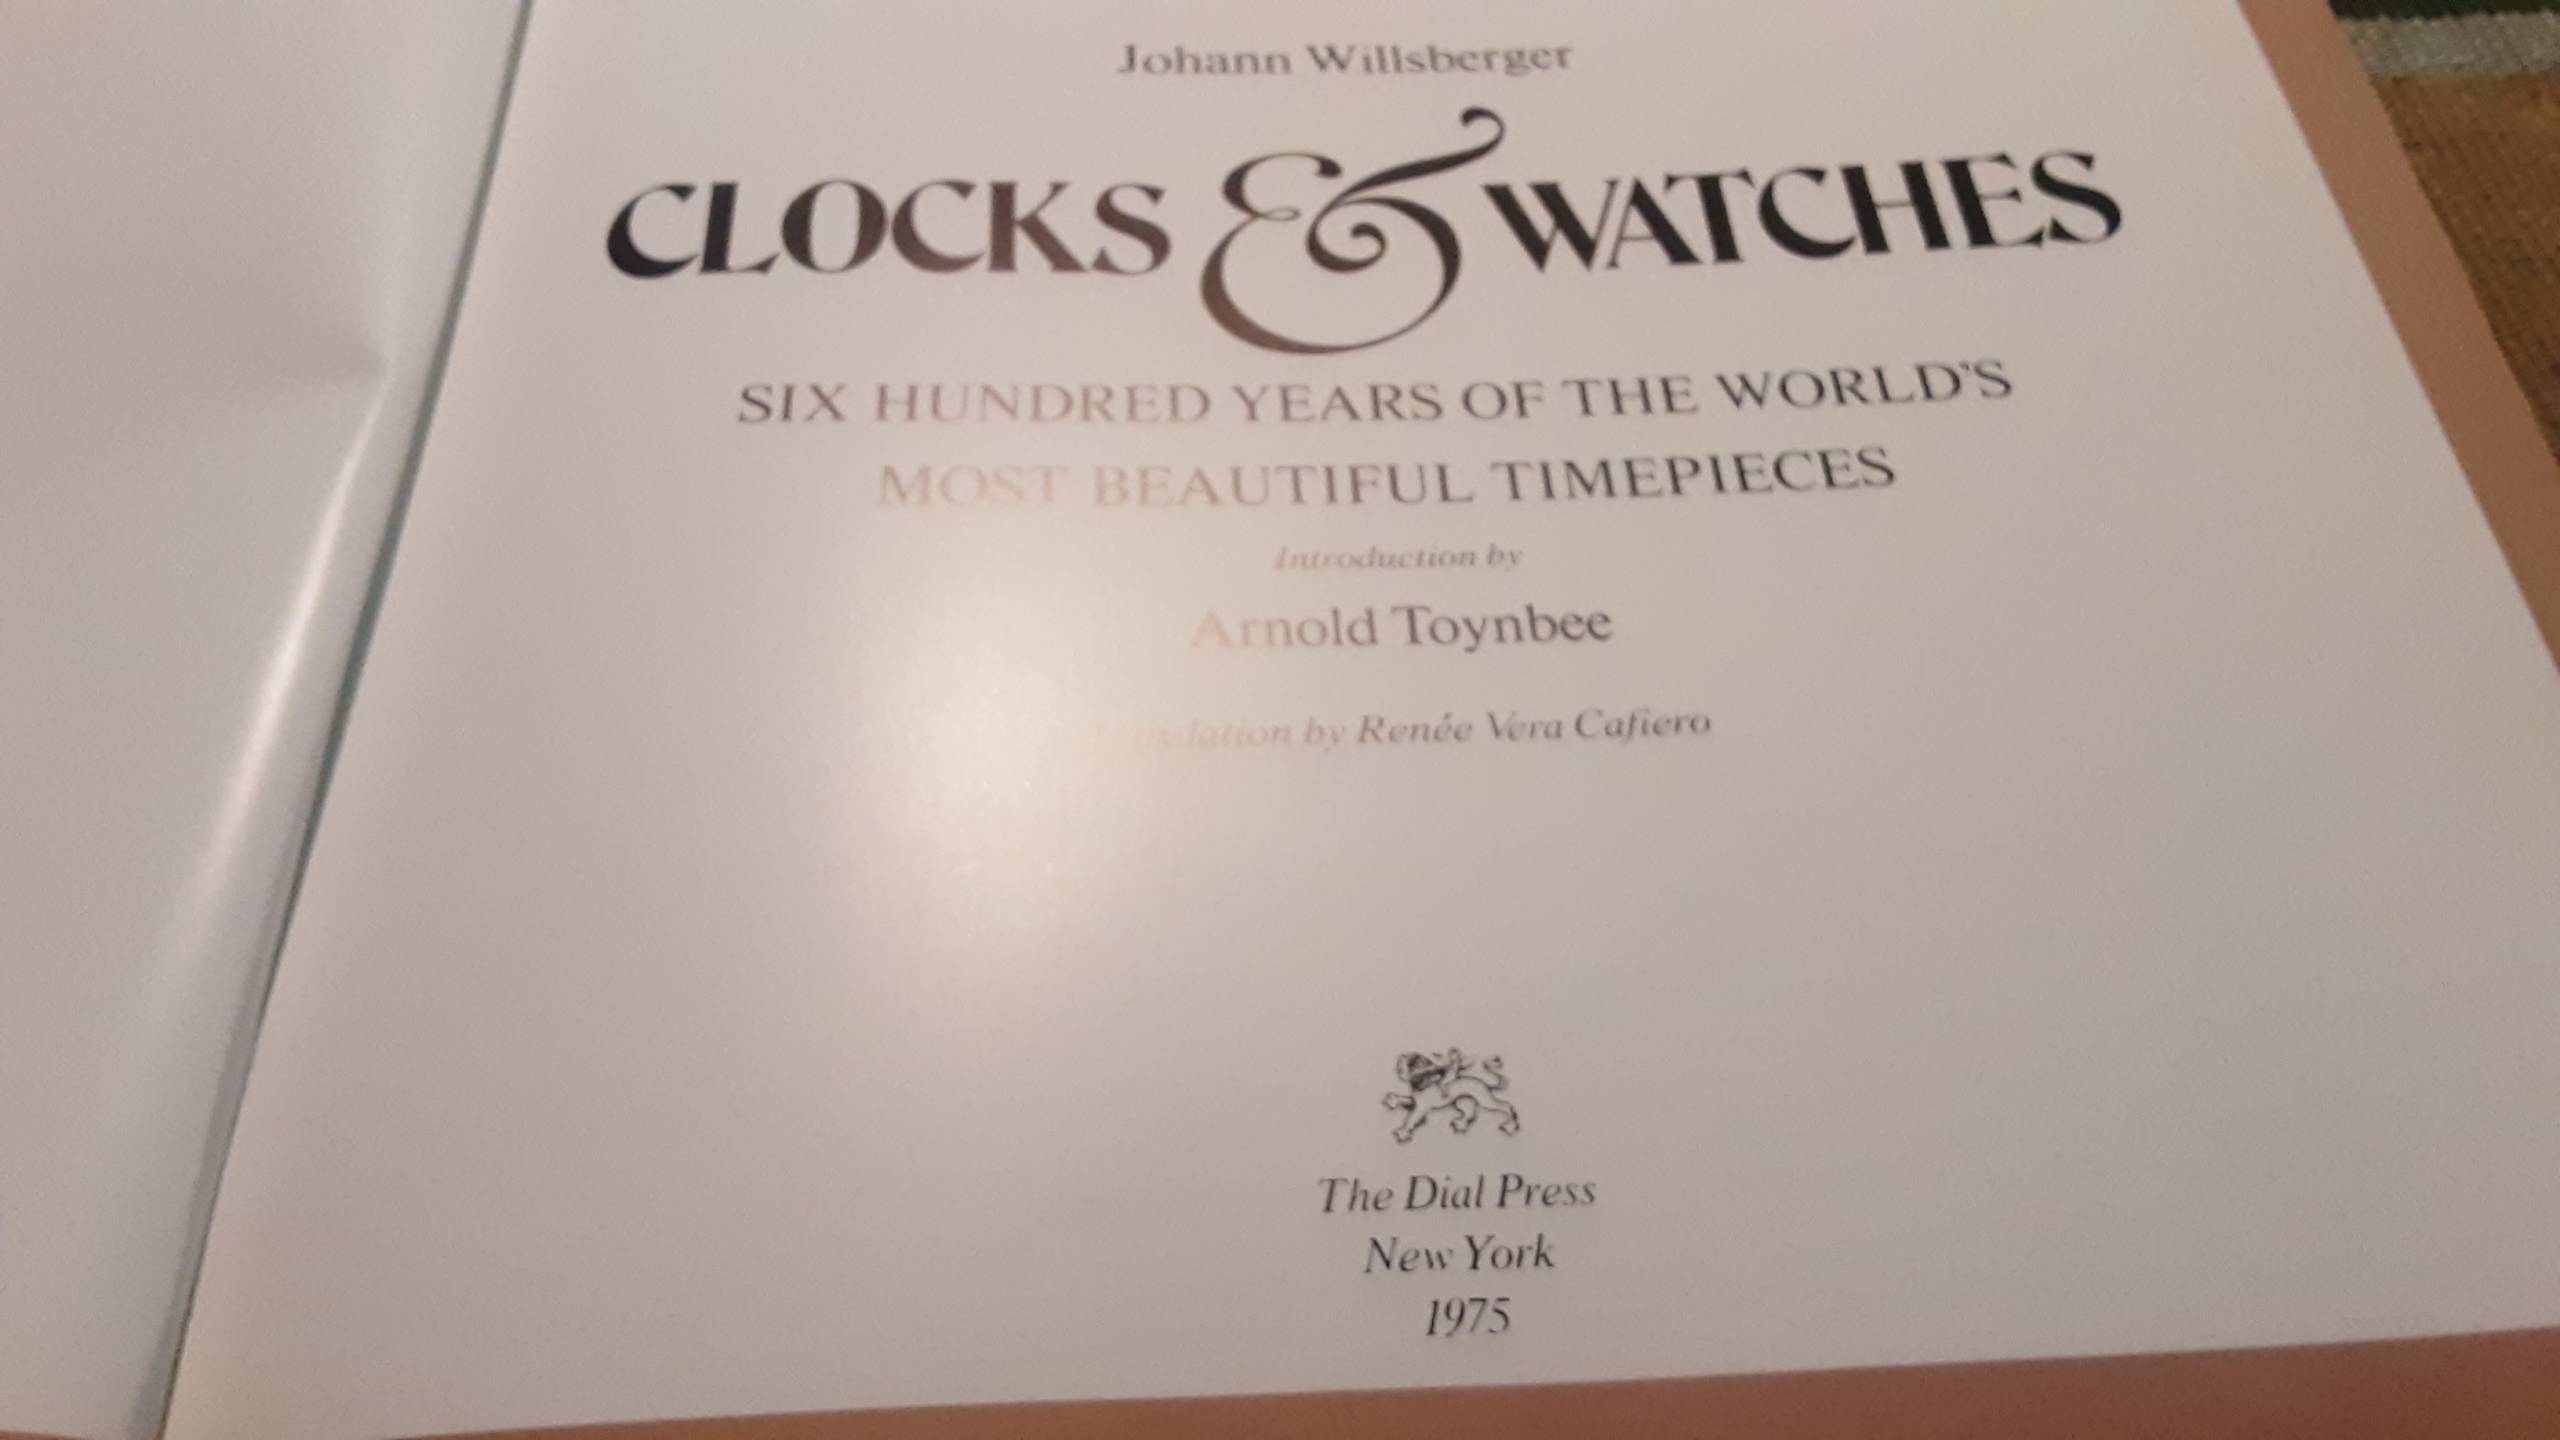 Johann Willsberger
CLOCKS & WATCHES
SIX HUNDRED YEARS OF THE WORLD'S
MOST BEAUTIFUL TIMEPIECES
Introduction by
Arnold Toynbee
by Renée Vera Cafiero
The Dial Press
New York
1975